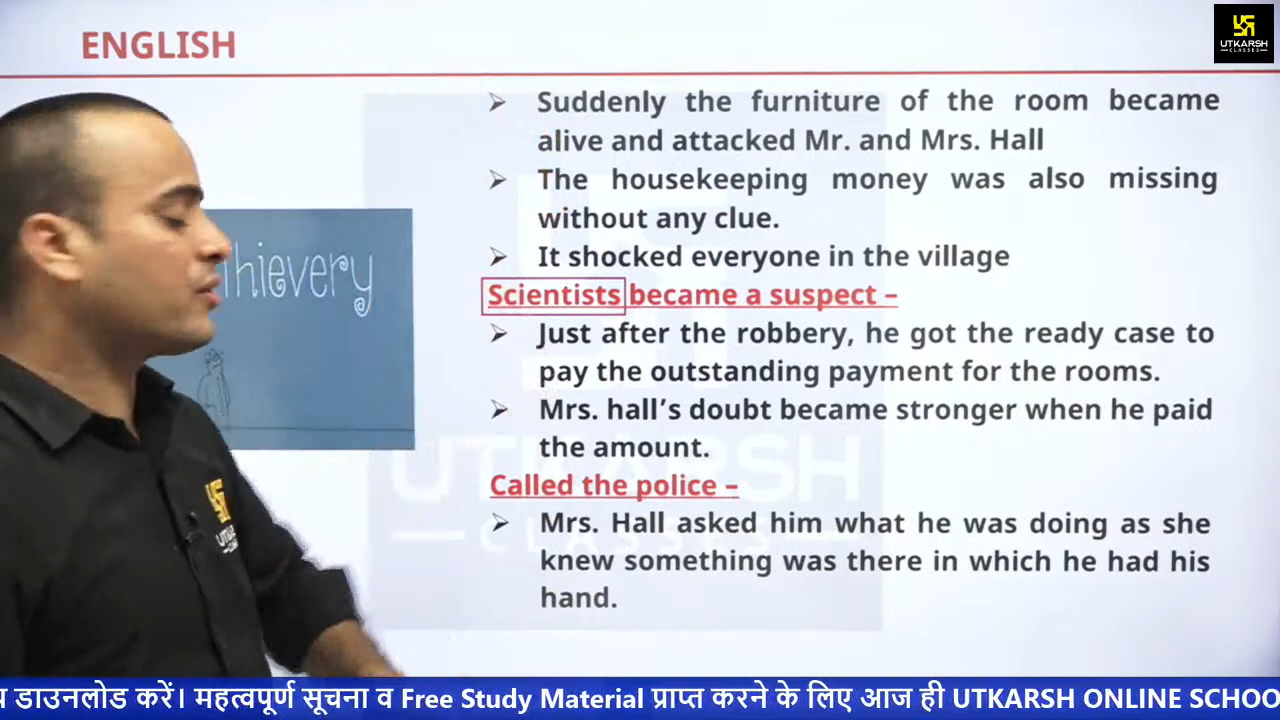 ENGLISH
UTKARSH
CLASSES
➢ Suddenly the furniture of the room became
alive and attacked Mr. and Mrs. Hall
➢ The housekeeping money was also missing
without any clue.
➢ It shocked everyone in the village
Scientists became a suspect –
➢ Just after the robbery, he got the ready case to
pay the outstanding payment for the rooms.
➢ Mrs. hall’s doubt became stronger when he paid
the amount.
Called the police –
➢ Mrs. Hall asked him what he was doing as she
knew something was there in which he had his
hand.
hievery
UTKARSH
CLASSES
डाउनलोड करें। महत्वपूर्ण सूचना व Free Study Material प्राप्त करने के लिए आज ही UTKARSH ONLINE SCHOO